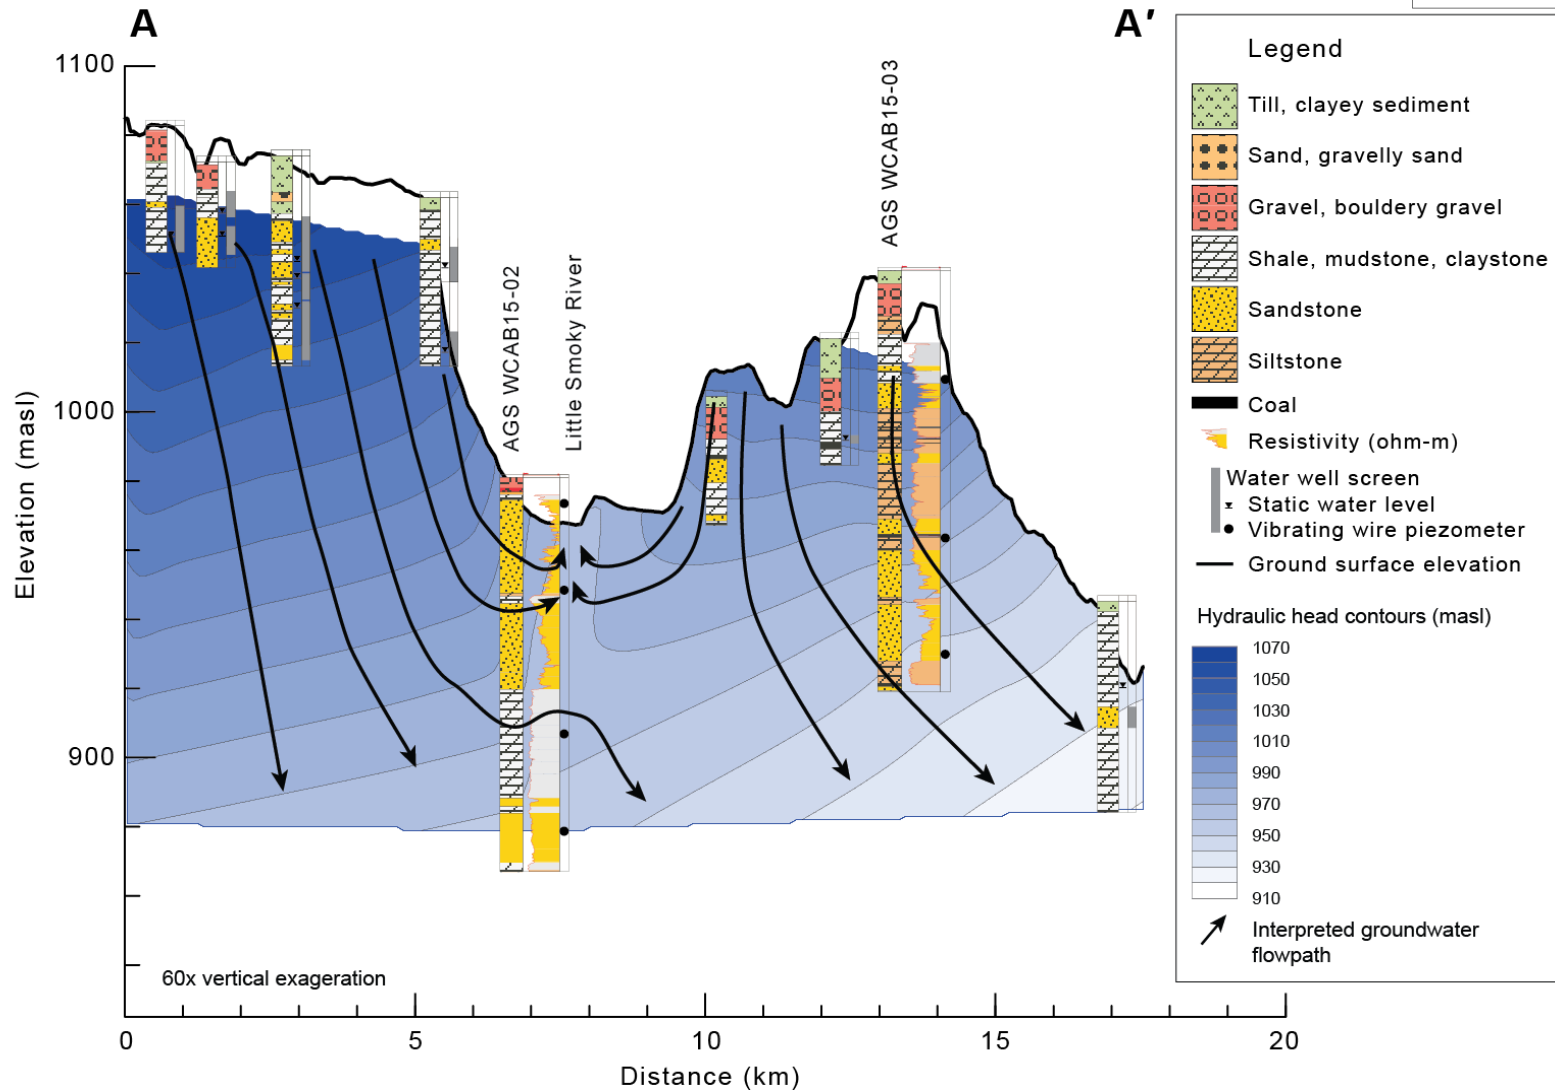 A
A′
1100
1000
900
Elevation (masl)
AGS WCAB15-02
Little Smoky River
AGS WCAB15-03
60x vertical exageration
0
5
10
15
20
Distance (km)
Legend
Till, clayey sediment
Sand, gravelly sand
Gravel, bouldery gravel
Shale, mudstone, claystone
Sandstone
Siltstone
Coal
Resistivity (ohm-m)
Water well screen
Static water level
Vibrating wire piezometer
Ground surface elevation
Hydraulic head contours (masl)
1070
1050
1030
1010
990
970
950
930
910
Interpreted groundwater
flowpath